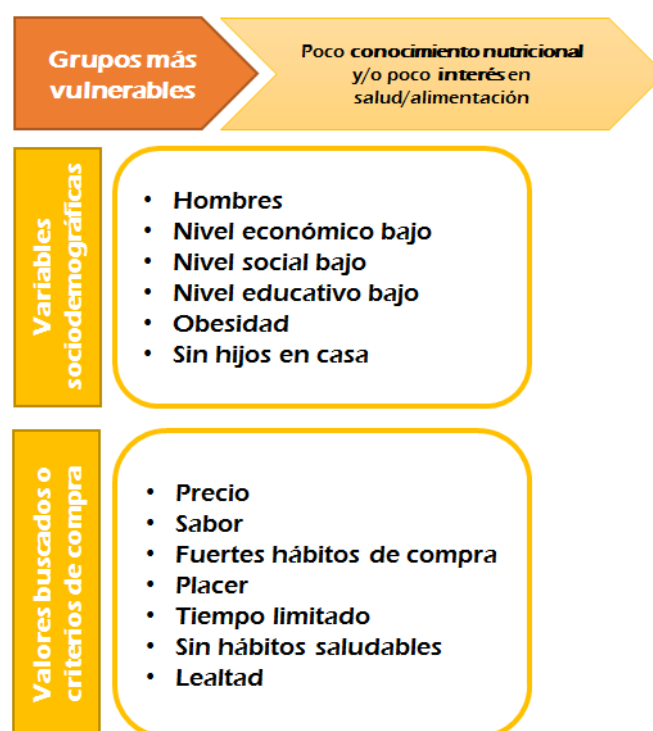 Grupos más
vulnerables
Poco conocimiento nutricional
y/o poco interés en
salud/alimentación
Variables
sociodemográficas
• Hombres
• Nivel económico bajo
• Nivel social bajo
• Nivel educativo bajo
• Obesidad
• Sin hijos en casa
Valores buscados o
criterios de compra
• Precio
• Sabor
• Fuertes hábitos de compra
• Placer
• Tiempo limitado
• Sin hábitos saludables
• Lealtad